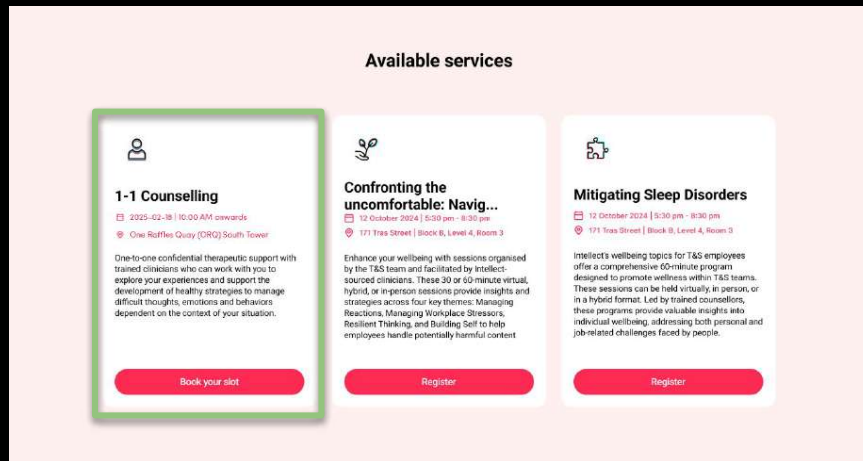 Available services
1-1 Counselling
2025-02-18 | 10:00 AM onwards
One Raffles Quay (ORQ) South Tower
One-to-one confidential therapeutic support with
trained clinicians who can work with you to
explore your experiences and support the
development of healthy strategies to manage
difficult thoughts, emotions and behaviors
dependent on the context of your situation.
Book your slot
Confronting the
uncomfortable: Navig...
12 October 2024 | 5:30 pm - 8:30 pm
171 Tras Street | Block B, Level 4, Room 3
Enhance your wellbeing with sessions organised
by the T&S team and facilitated by Intellect-
sourced clinicians. These 30 or 60-minute virtual,
hybrid, or in-person sessions provide insights and
strategies across four key themes: Managing
Reactions, Managing Workplace Stressors,
Resilient Thinking, and Building Self to help
employees handle potentially harmful content
Register
Mitigating Sleep Disorders
12 October 2024 | 5:30 pm - 8:30 pm
171 Tras Street | Block B, Level 4, Room 3
Intellect's wellbeing topics for T&S employees
offer a comprehensive 60-minute program
designed to promote wellness within T&S teams.
These sessions can be held virtually, in person, or
in a hybrid format. Led by trained counsellors,
these programs provide valuable insights into
individual wellbeing, addressing both personal and
job-related challenges faced by people.
Register